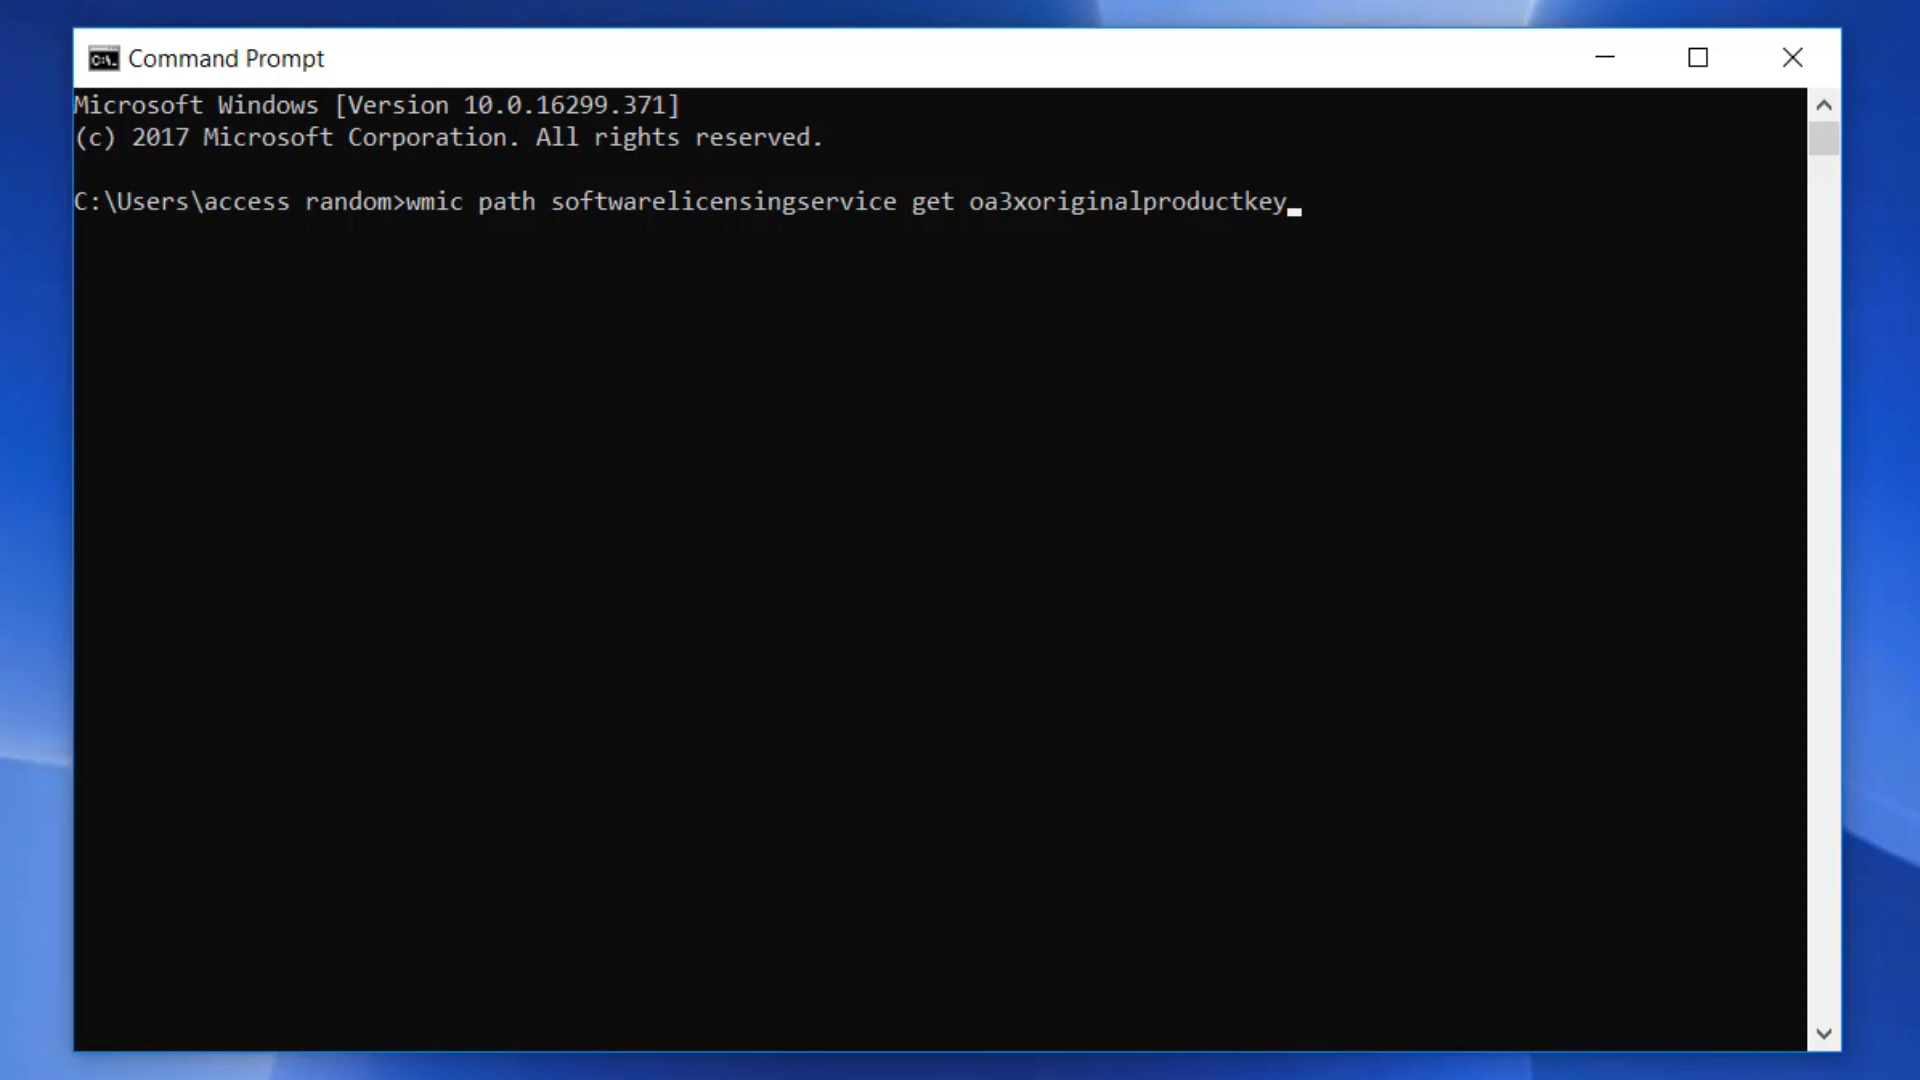 Command Prompt
Microsoft Windows [Version 10.0.16299.371]
(c) 2017 Microsoft Corporation. All rights reserved.
C:\Users\access random>wmic path softwarelicensingservice get oa3xoriginalproductkey